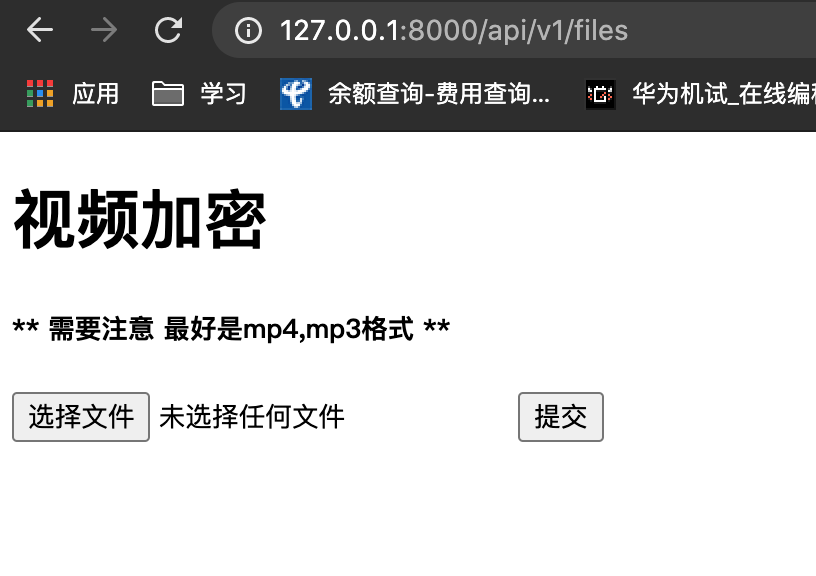 127.0.0.1:8000/api/v1/files
应用 学习 余额查询-费用查询... 华为机试_在线编程
视频加密
** 需要注意 最好是mp4,mp3格式 **
选择文件 未选择任何文件 提交